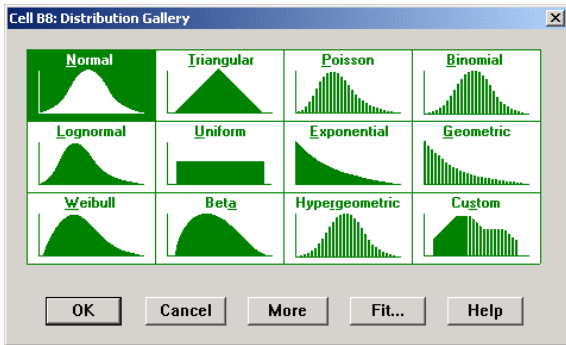 Cell B8: Distribution Gallery
Normal Triangular Poisson Binomial
Lognormal Uniform Exponential Geometric
Weibull Beta Hypergeometric Custom
OK Cancel More Fit... Help